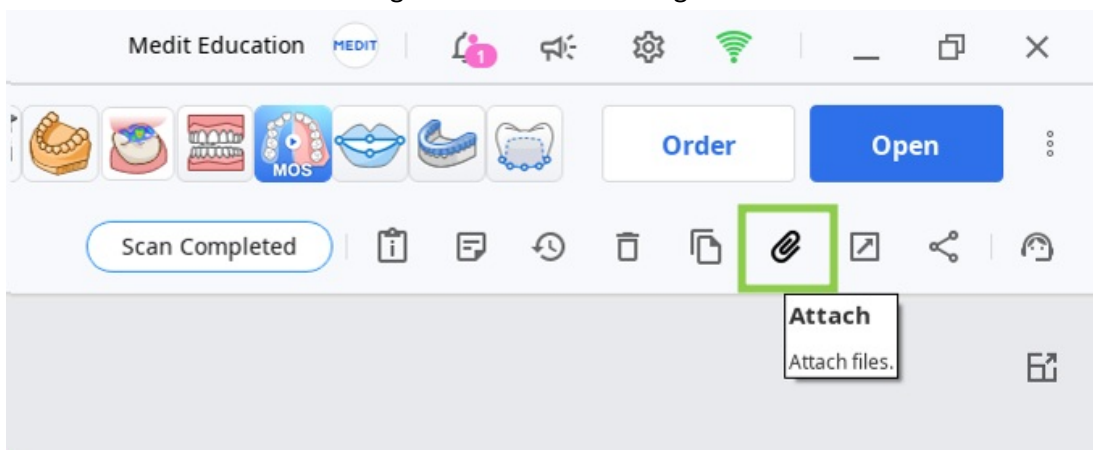 Medit Education MEDIT 1
MOS
Order Open
Scan Completed
Attach
Attach files.